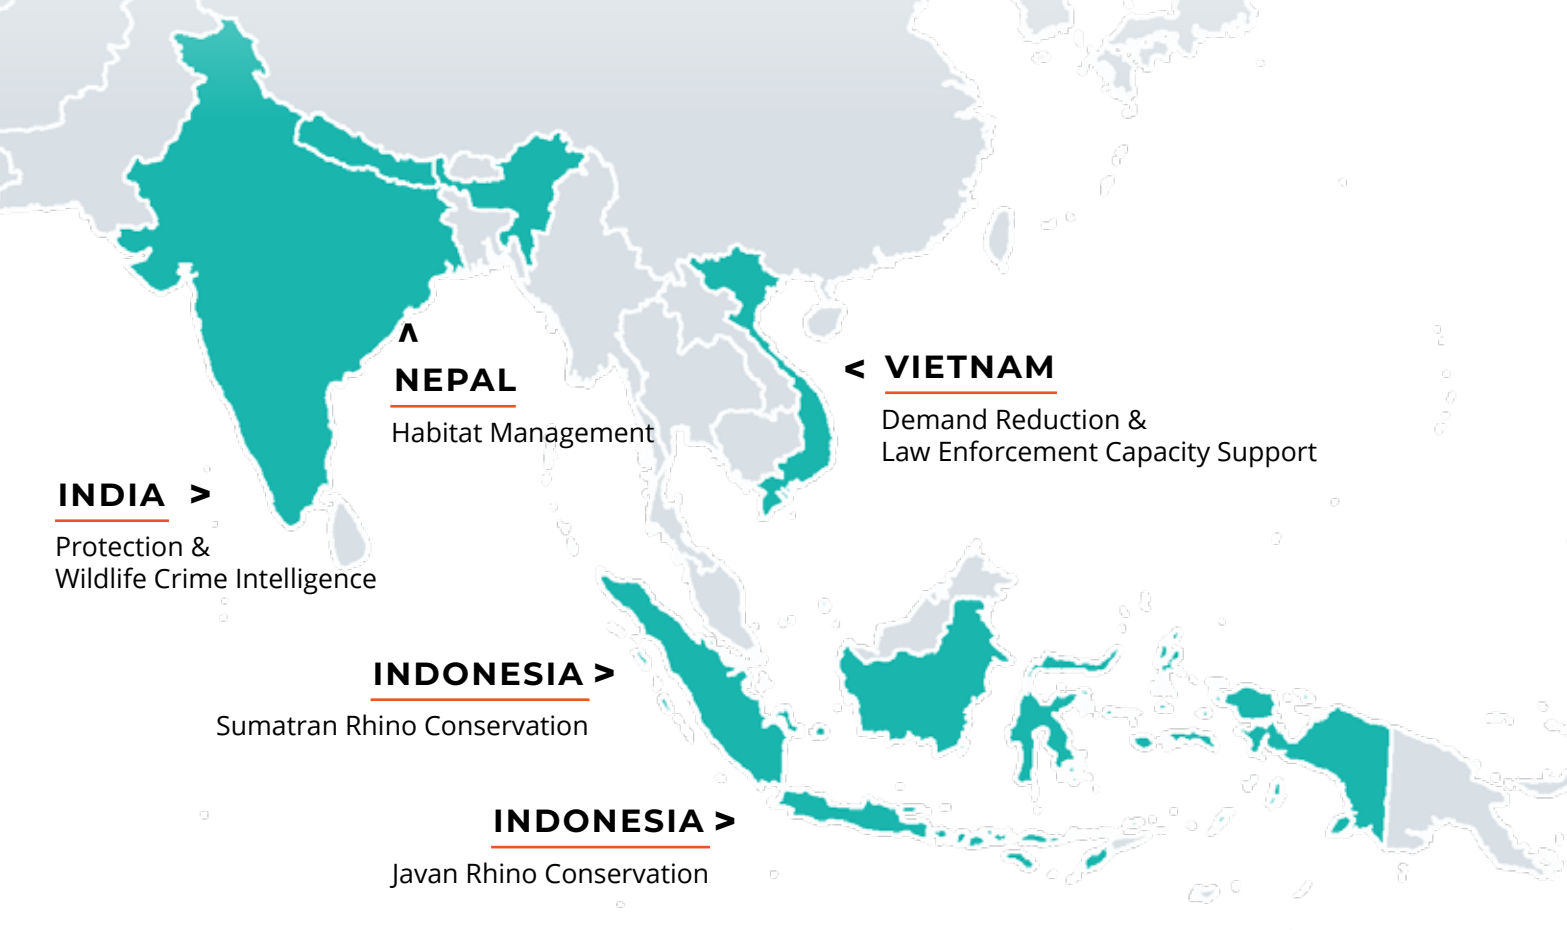 ∧
NEPAL
Habitat Management
< VIETNAM
Demand Reduction &
Law Enforcement Capacity Support
INDIA >
Protection &
Wildlife Crime Intelligence
INDONESIA >
Sumatran Rhino Conservation
INDONESIA >
Javan Rhino Conservation